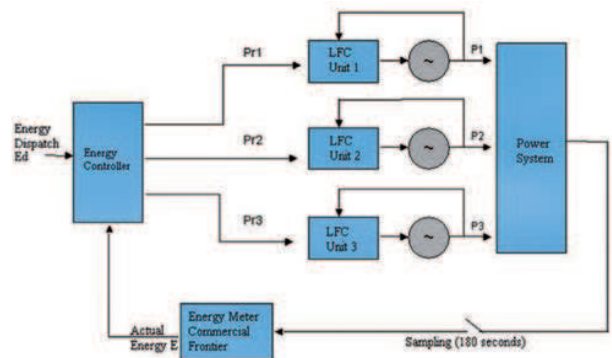 Pr1
LFC
Unit 1
~
P1
Energy
Dispatch
Ed
Energy
Controller
Pr2
LFC
Unit 2
~
P2
Power
System
Pr3
LFC
Unit 3
~
P3
Actual
Energy E
Energy Meter
Commercial
Frontier
Sampling (180 seconds)